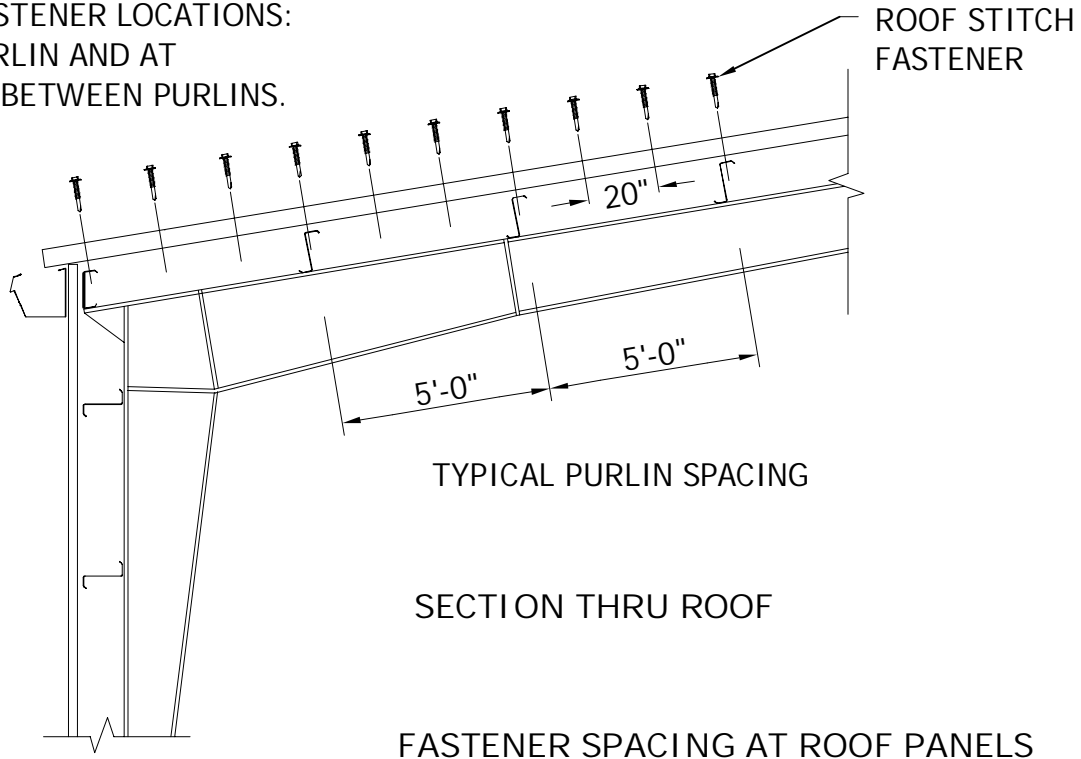 STENER LOCATIONS:
RLIN AND AT
BETWEEN PURLINS.
ROOF STITCH
FASTENER
20"
5'-0"
5'-0"
TYPICAL PURLIN SPACING
SECTION THRU ROOF
FASTENER SPACING AT ROOF PANELS